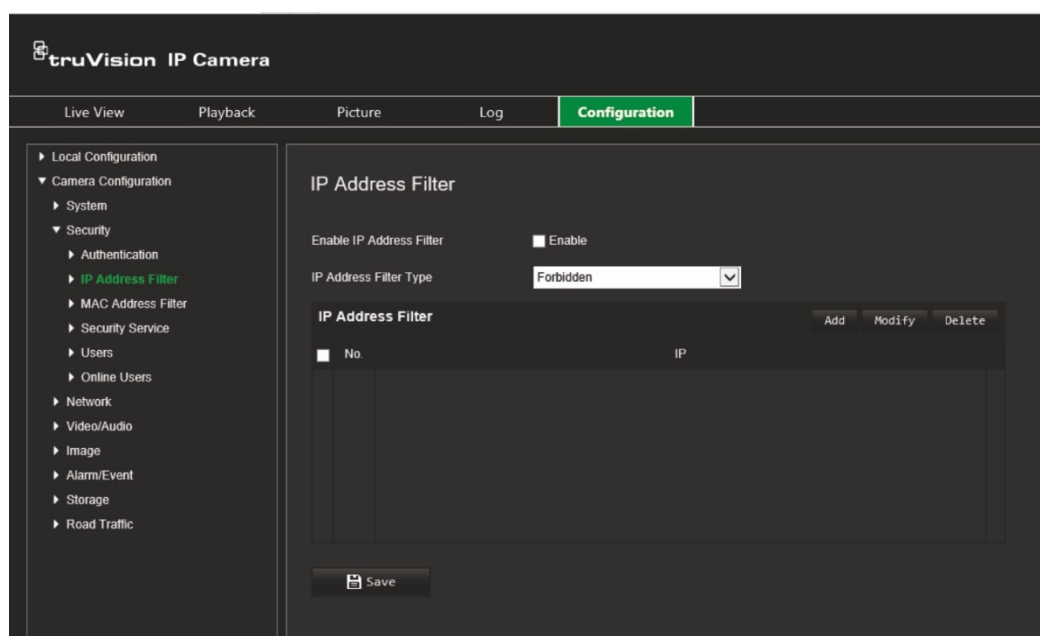 truVision IP Camera
Live View Playback Picture Log Configuration
Local Configuration
Camera Configuration
System
Security
Authentication
IP Address Filter
MAC Address Filter
Security Service
Users
Online Users
Network
Video/Audio
Image
Alarm/Event
Storage
Road Traffic
IP Address Filter
Enable IP Address Filter Enable
IP Address Filter Type Forbidden
IP Address Filter Add Modify Delete
No. IP
Save